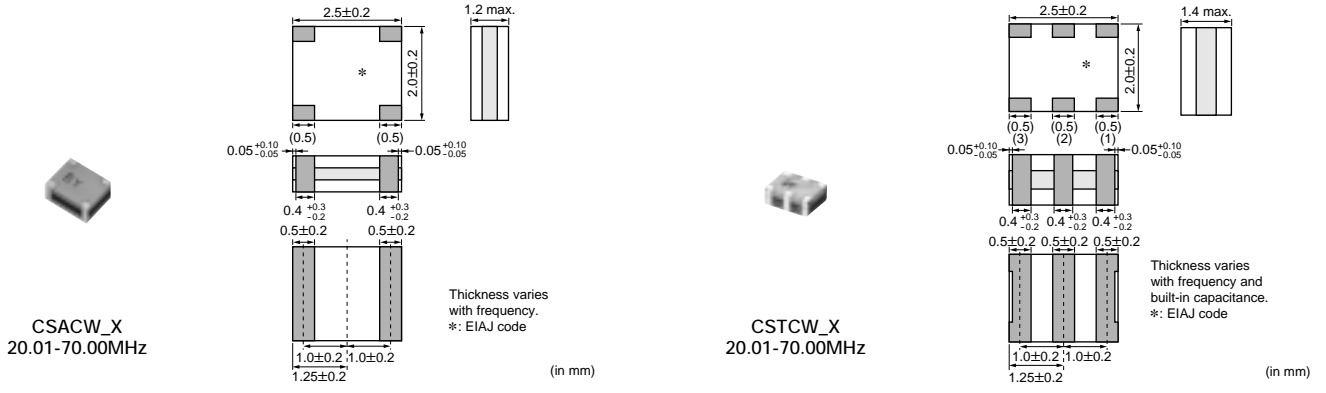 2.5±0.2
1.2 max.
2.0±0.2
*
(0.5) (0.5)
0.05 +0.10 -0.05
0.05 +0.10 -0.05
0.4 +0.3 -0.2
0.4 +0.3 -0.2
0.5±0.2 0.5±0.2
1.0±0.2 1.0±0.2
1.25±0.2
BY
CSACW_X
20.01-70.00MHz
Thickness varies
with frequency.
*: EIAJ code
(in mm)
2.5±0.2
1.4 max.
2.0±0.2
*
(0.5) (0.5) (0.5)
(3) (2) (1)
0.05 +0.10 -0.05
0.05 +0.10 -0.05
0.4 +0.3 -0.2
0.4 +0.3 -0.2
0.4 +0.3 -0.2
0.5±0.2 0.5±0.2 0.5±0.2
1.0±0.2 1.0±0.2
1.25±0.2
CSTCW_X
20.01-70.00MHz
Thickness varies
with frequency and
built-in capacitance.
*: EIAJ code
(in mm)